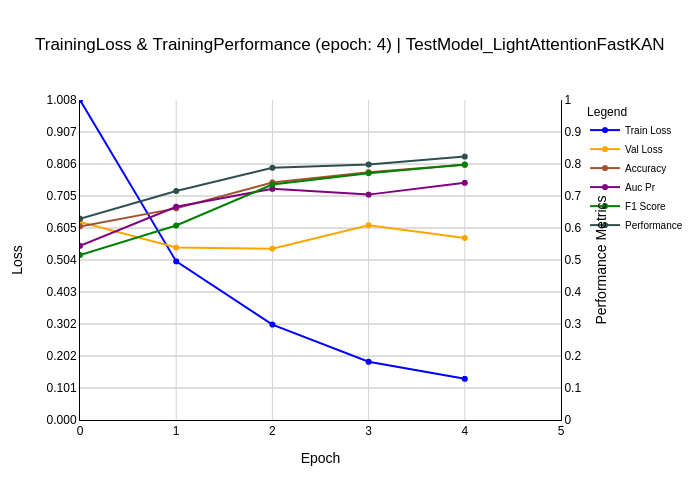 TrainingLoss & TrainingPerformance (epoch: 4) | TestModel_LightAttentionFastKAN
1.008
0.907
0.806
0.705
0.605
0.504
0.403
0.302
0.202
0.101
0.000
Loss
0
1
2
3
4
5
Epoch
1
0.9
0.8
0.7
0.6
0.5
0.4
0.3
0.2
0.1
0
Performance Metrics
Legend
Train Loss
Val Loss
Accuracy
Auc Pr
F1 Score
Performance